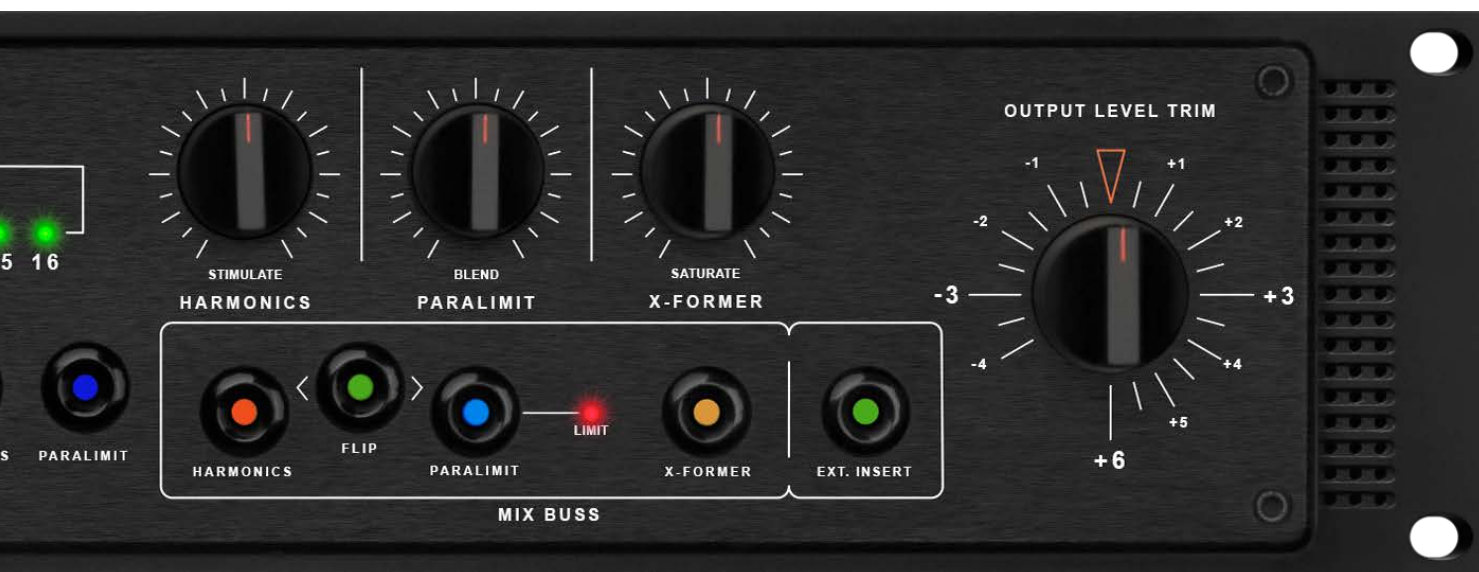 OUTPUT LEVEL TRIM
-1
+1
-2
+2
5
16
-3
+3
STIMULATE
BLEND
SATURATE
HARMONICS
PARALIMIT
X-FORMER
-4
+4
LIMIT
+5
FLIP
S
PARALIMIT
HARMONICS
PARALIMIT
X-FORMER
EXT. INSERT
+6
MIX BUSS